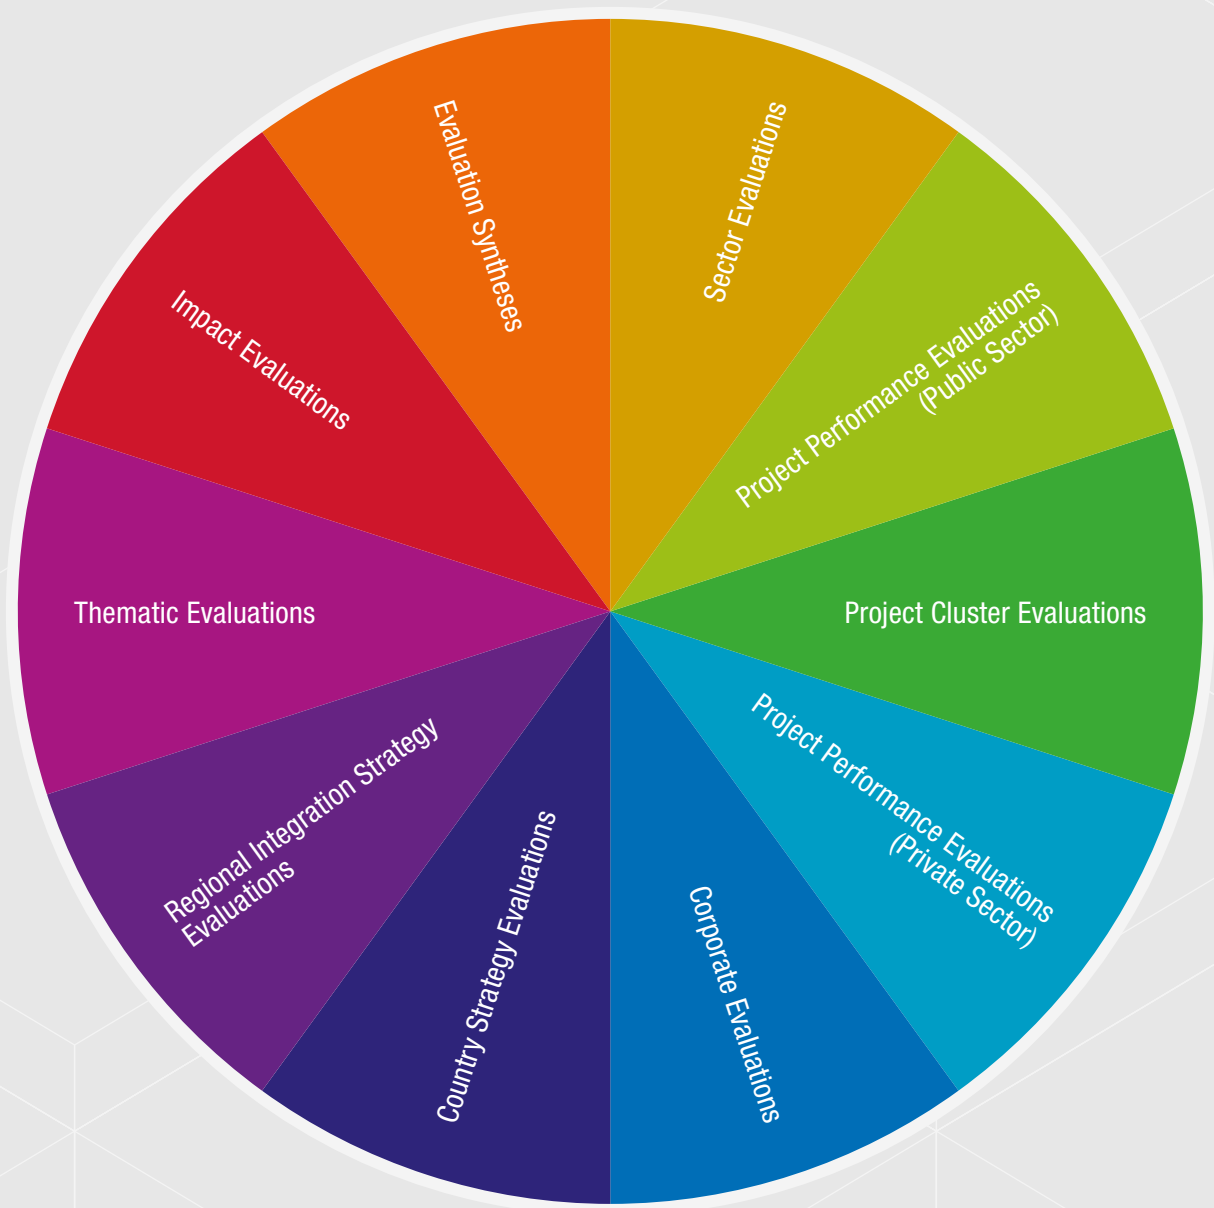 Evaluation Syntheses
Sector Evaluations
Project Performance Evaluations
(Public Sector)
Project Cluster Evaluations
Project Performance Evaluations
(Private Sector)
Corporate Evaluations
Country Strategy Evaluations
Regional Integration Strategy
Evaluations
Thematic Evaluations
Impact Evaluations